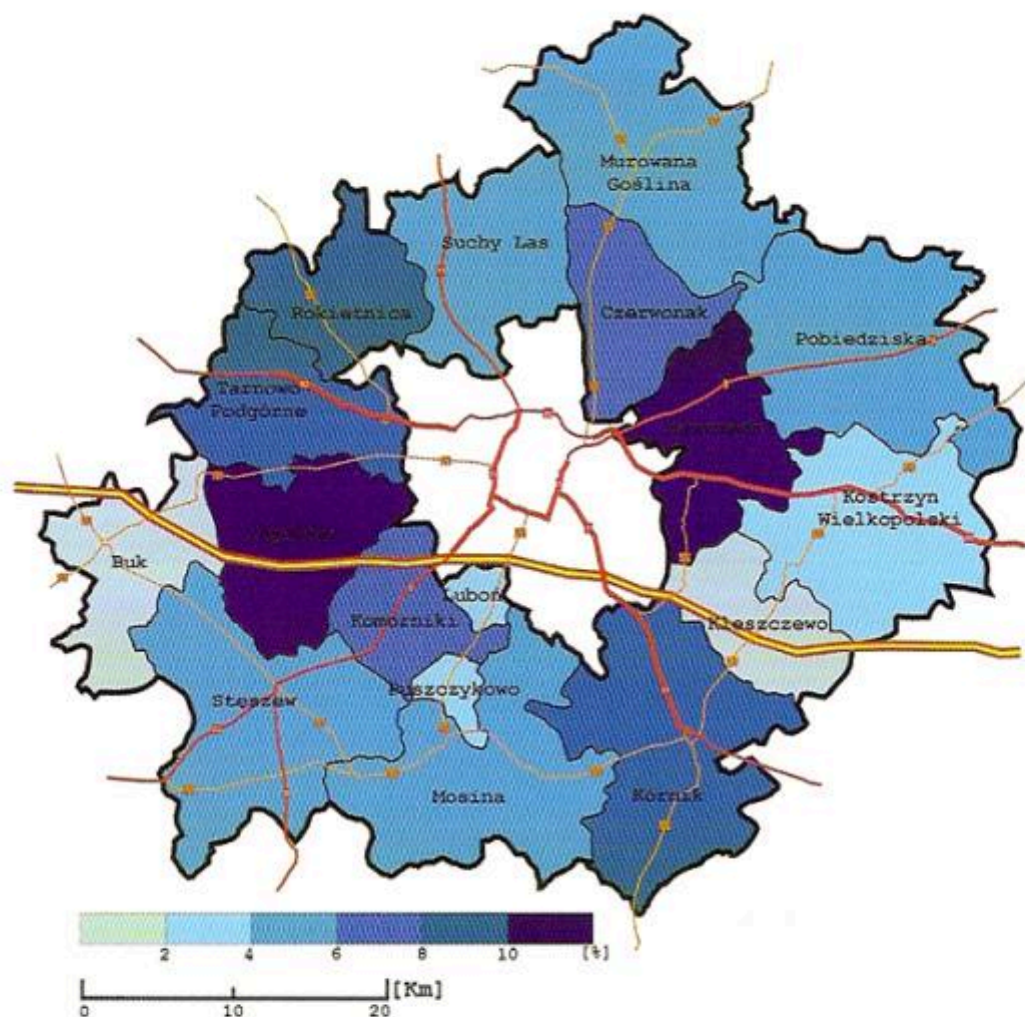 Murowana
Goślina
Suchy Las
Rokietnica
Czerwonak
Pobiedziska
Tarnowo
Podgórne
Kostrzyn
Wielkopolski
Buk
Luboń
Komorniki
Kleszczewo
Puszczykowo
Stęszew
Mosina
Kórnik
2 4 6 8 10 [%]
[Km]
0 10 20